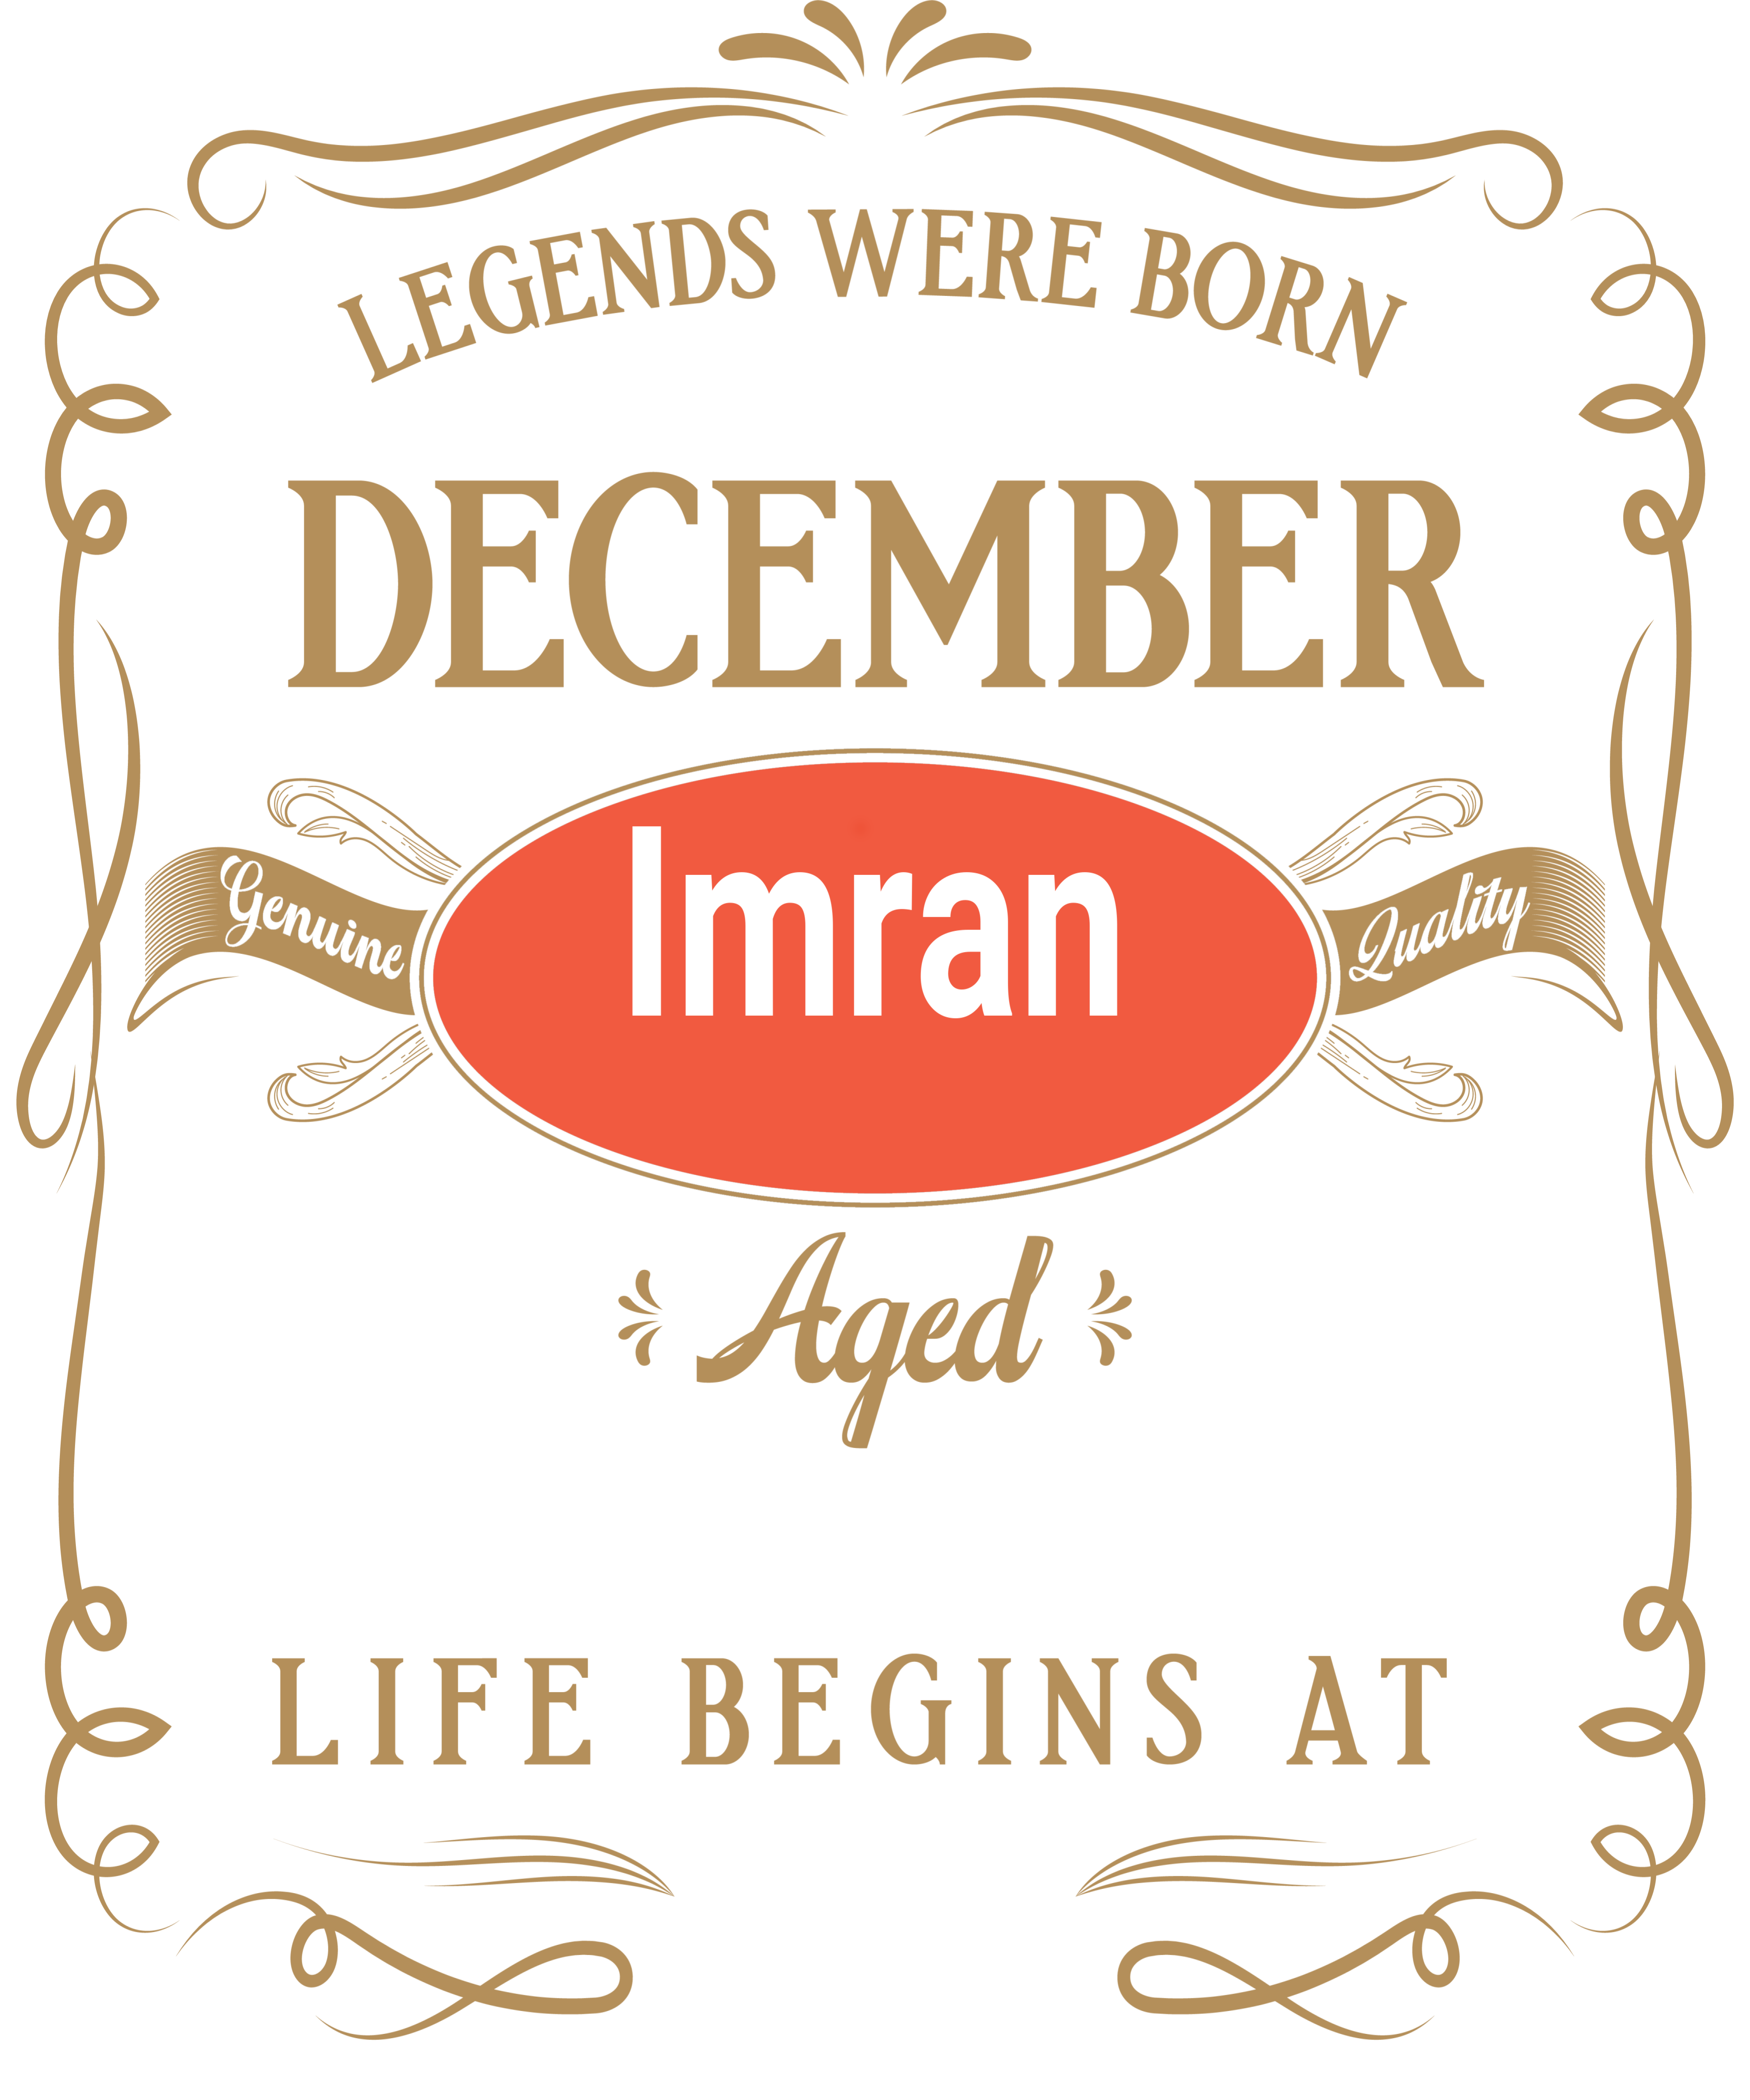 LEGENDS WERE BORN
DECEMBER
Genuine
Imran
Quality
Aged
LIFE BEGINS AT